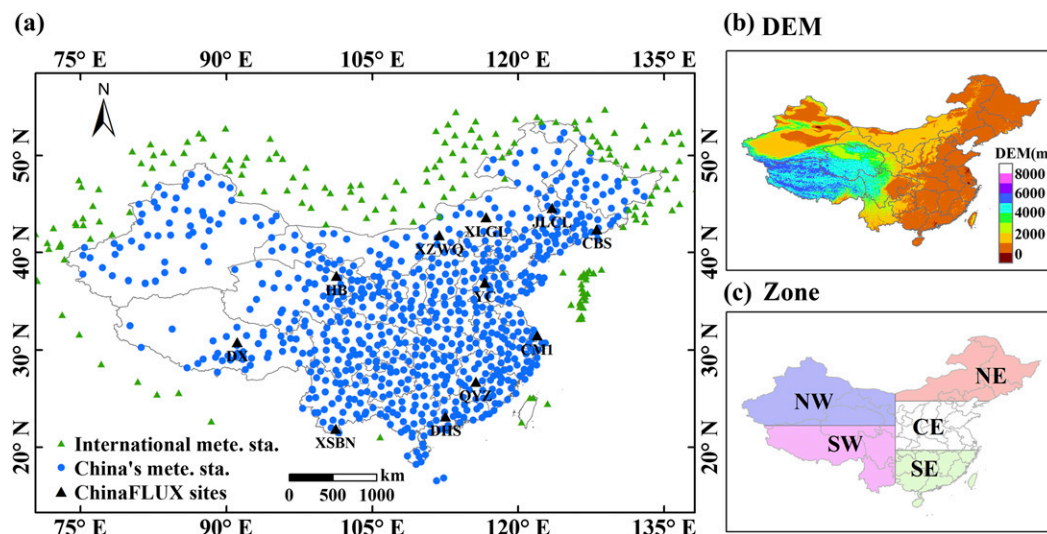 (a)
75° E 90° E 105° E 120° E 135° E
N
50° N 50° N
40° N 40° N
30° N 30° N
20° N 20° N
JLCL
XLGL
CBS
XZWQ
HB
YC
CMI
DX
QYZ
DHS
XSBN
International mete. sta.
China's mete. sta.
ChinaFLUX sites
km
0 500 1000
75° E 90° E 105° E 120° E 135° E
(b) DEM
DEM(m
8000
6000
4000
2000
0
(c) Zone
NE
NW
CE
SW
SE